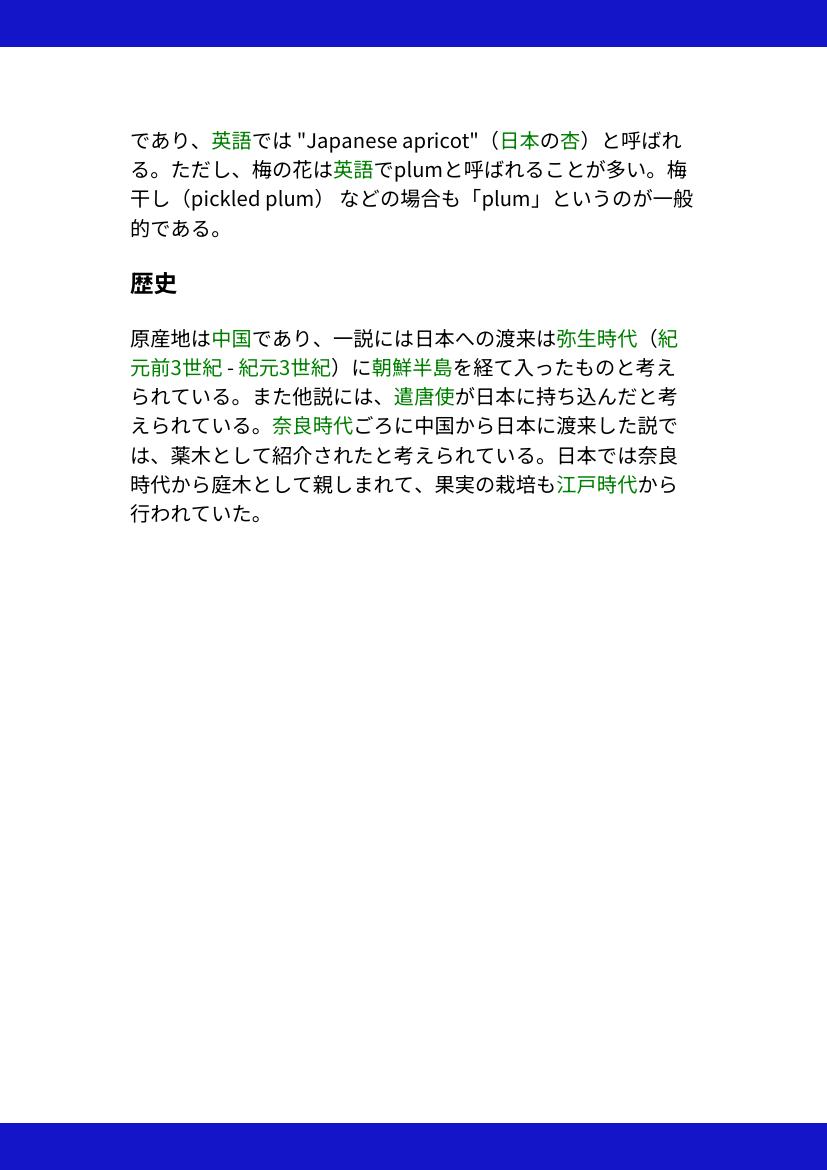 であり、英語では "Japanese apricot"（日本の杏）と呼ばれ
る。ただし、梅の花は英語でplumと呼ばれることが多い。梅
干し（pickled plum） などの場合も「plum」というのが一般
的である。
歴史
原産地は中国であり、一説には日本への渡来は弥生時代（紀
元前3世紀 - 紀元3世紀）に朝鮮半島を経て入ったものと考え
られている。また他説には、遣唐使が日本に持ち込んだと考
えられている。奈良時代ごろに中国から日本に渡来した説で
は、薬木として紹介されたと考えられている。日本では奈良
時代から庭木として親しまれて、果実の栽培も江戸時代から
行われていた。